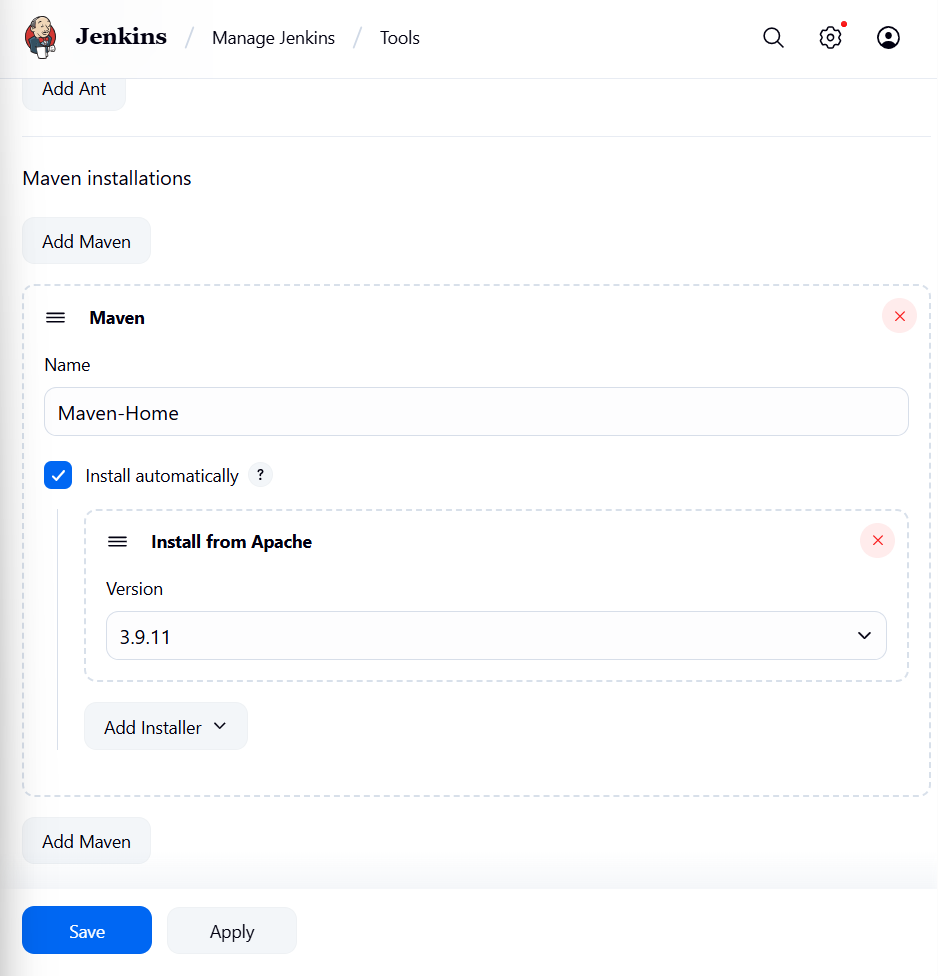 Jenkins / Manage Jenkins / Tools
Add Ant
Maven installations
Add Maven
Maven
Name
Maven-Home
Install automatically ?
Install from Apache
Version
3.9.11
Add Installer
Add Maven
Save Apply